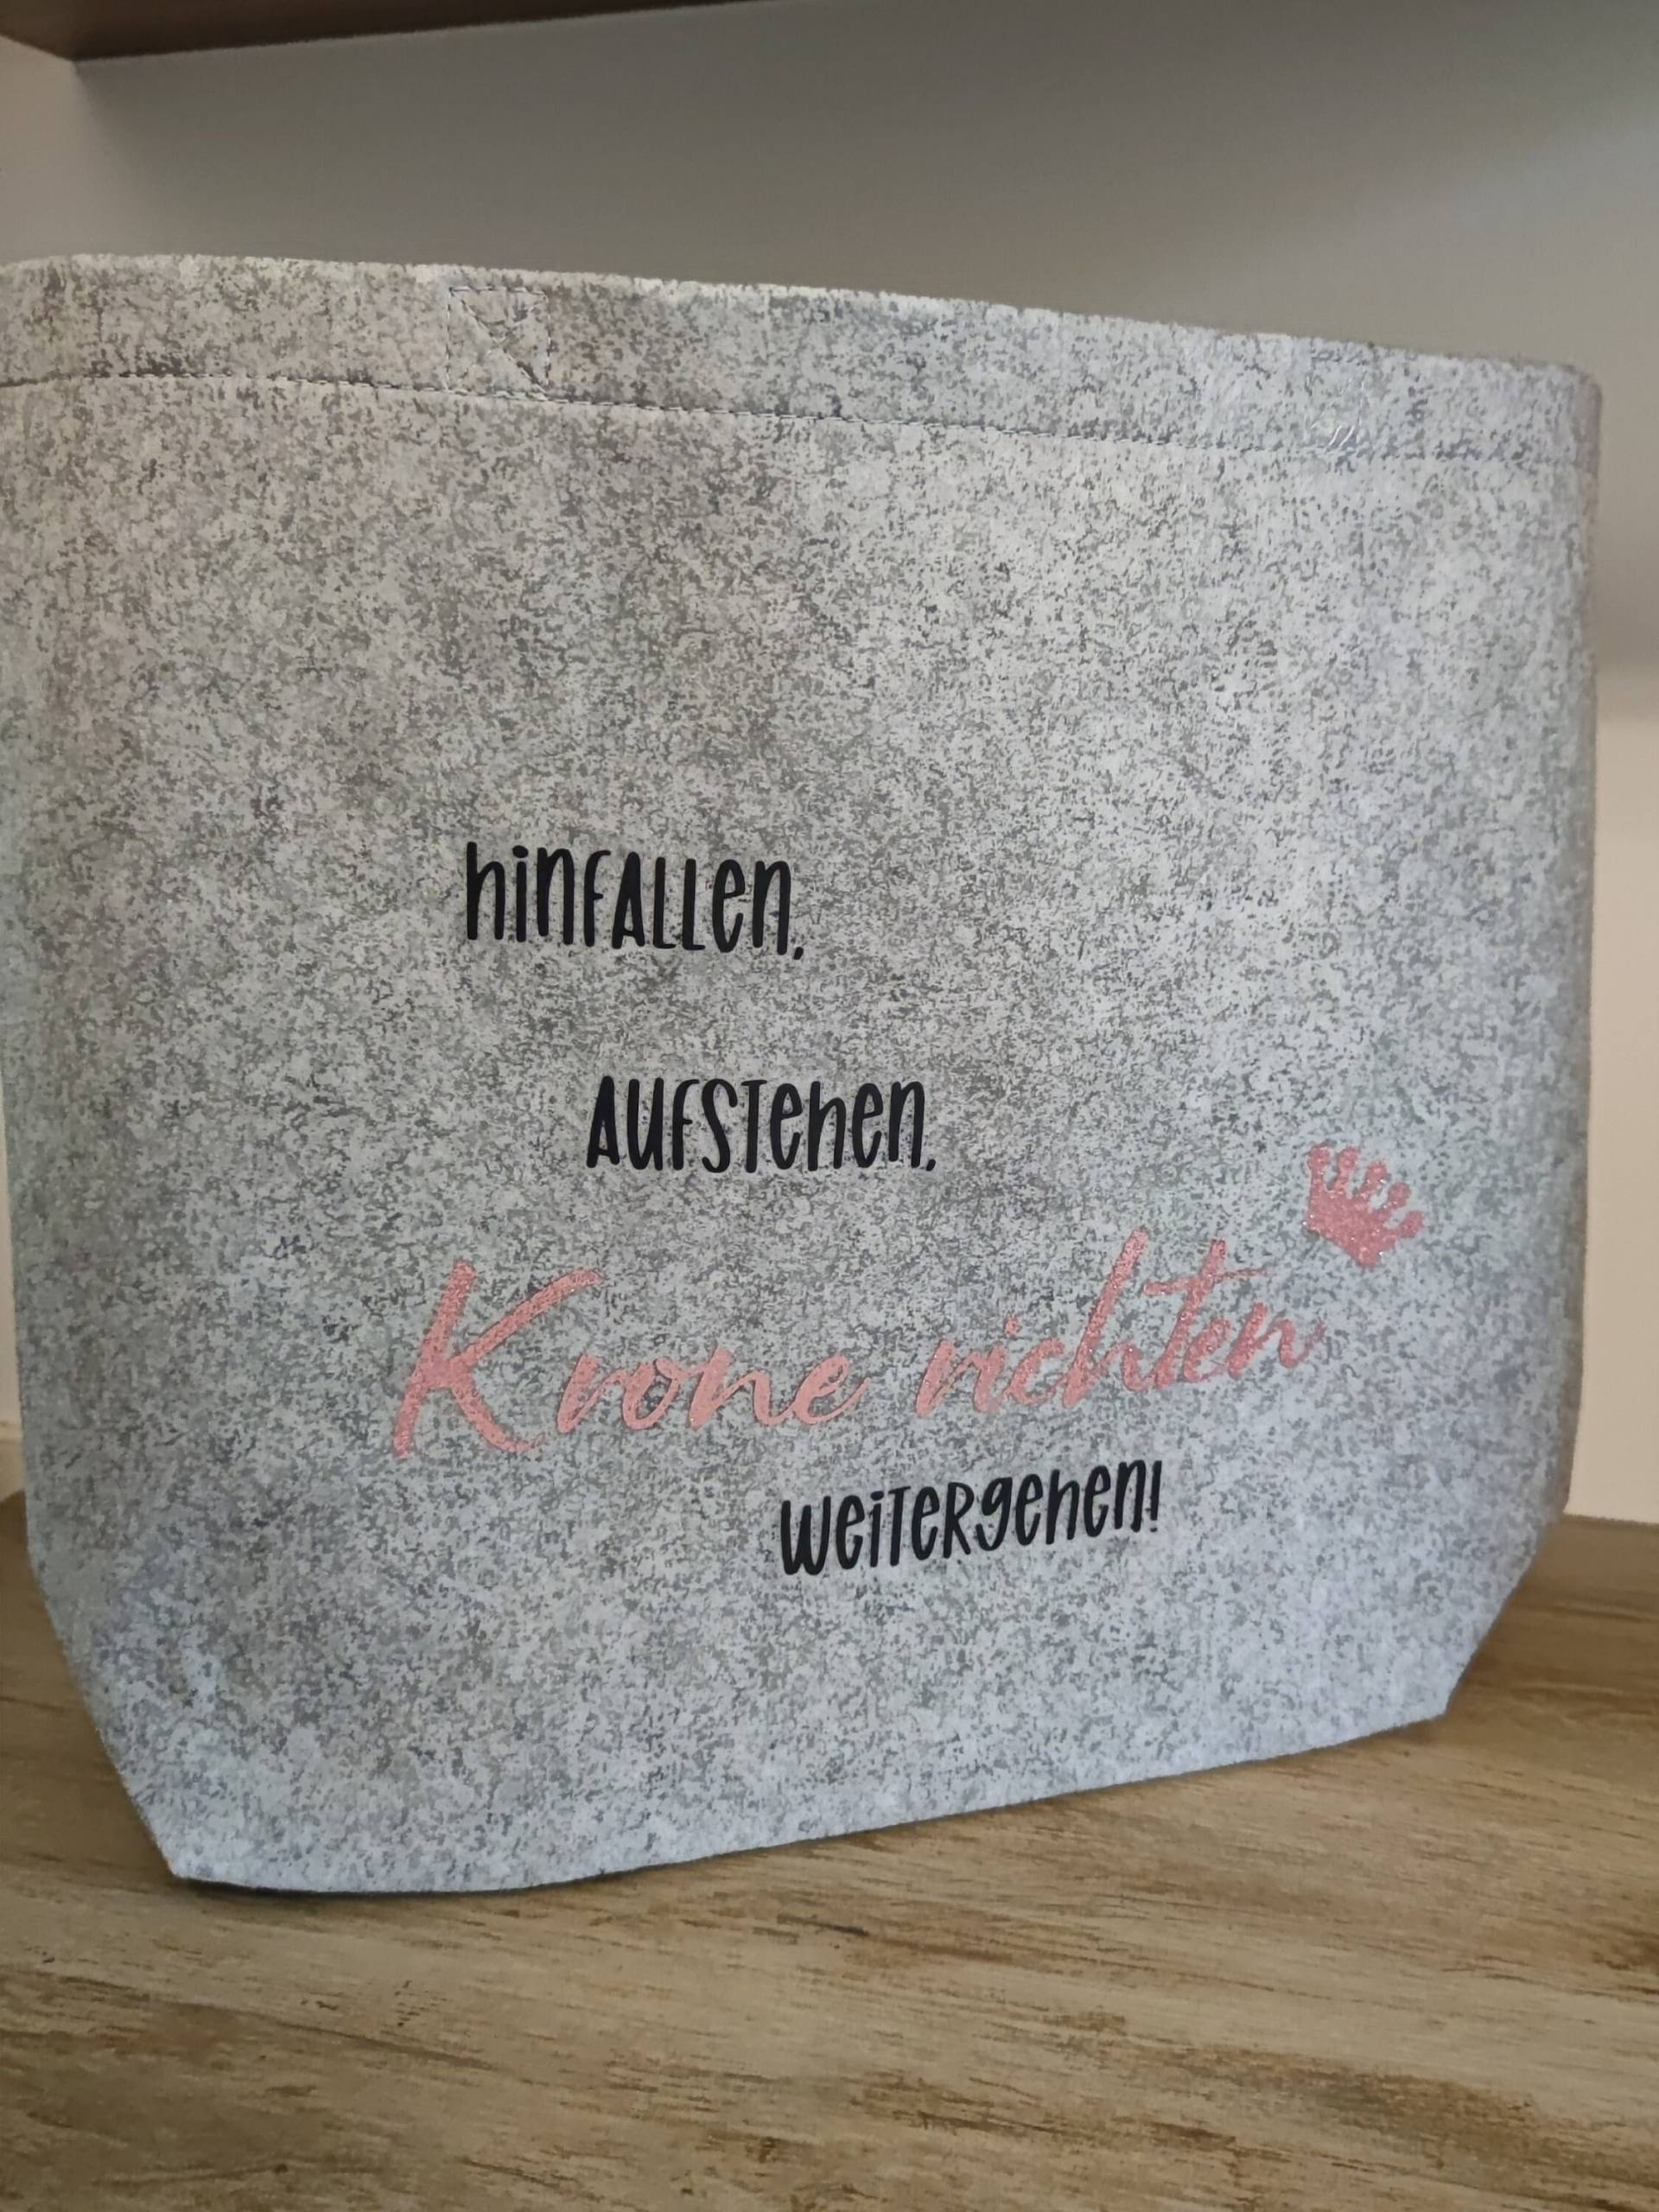 hinfallen,
aufstehen,
Krone richten
weitergehen!